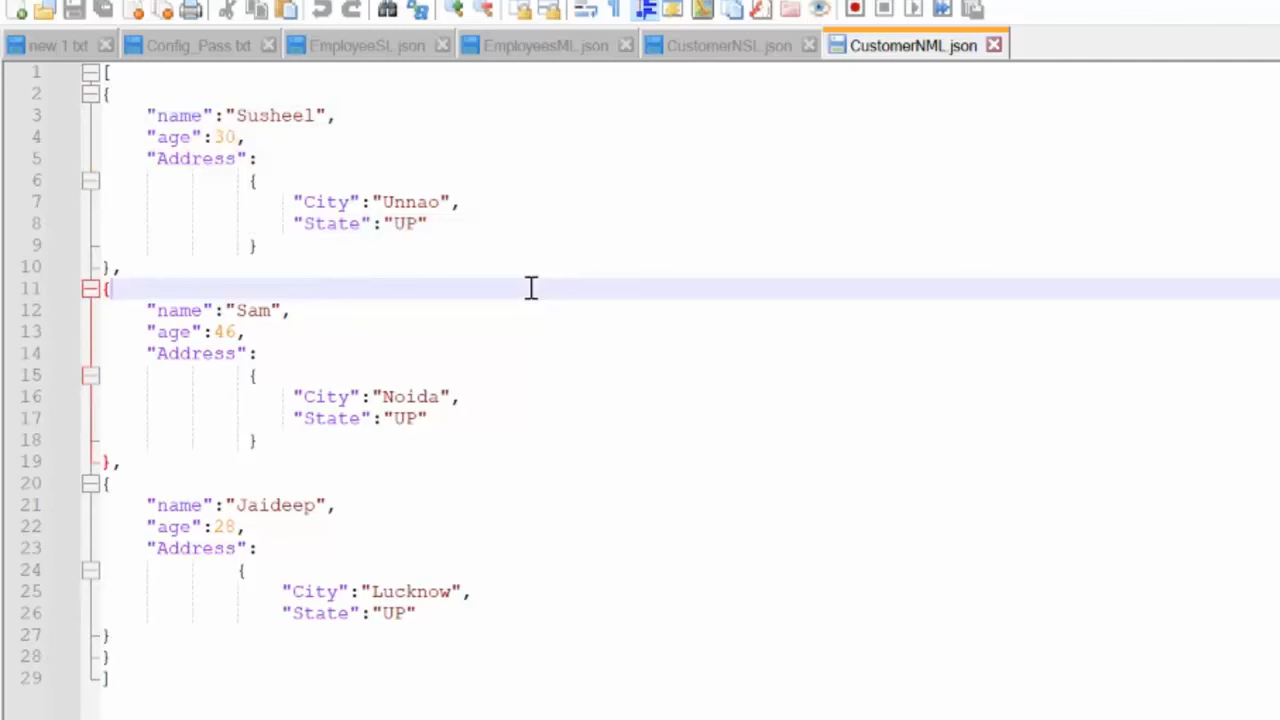 new 1 txt Config_Pass txt EmployeeSL json EmployeesML json CustomerNSL json CustomerNML json
1 [
2 {
3 "name":"Susheel",
4 "age":30,
5 "Address":
6 {
7 "City":"Unnao",
8 "State":"UP"
9 }
10 },
11 {
12 "name":"Sam",
13 "age":46,
14 "Address":
15 {
16 "City":"Noida",
17 "State":"UP"
18 }
19 },
20 {
21 "name":"Jaideep",
22 "age":28,
23 "Address":
24 {
25 "City":"Lucknow",
26 "State":"UP"
27 }
28 }
29 ]